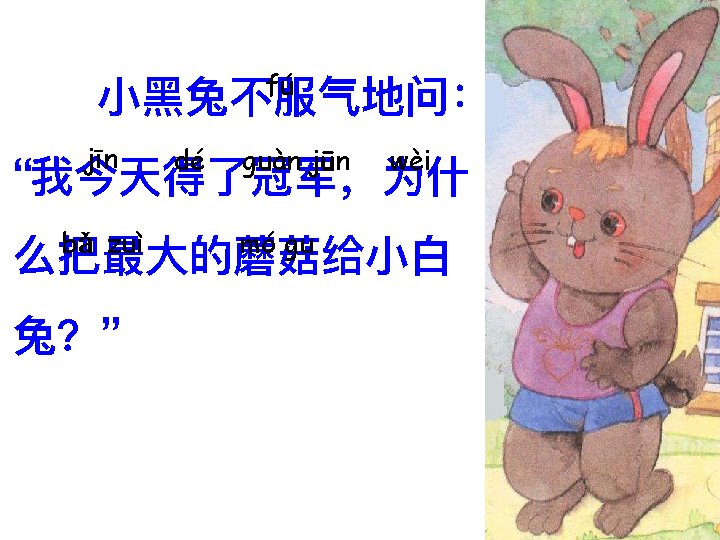 fú
小黑兔不服气地问：
jīn dé guàn jūn wèi
“我今天得了冠军，为什
bǎ zuì mó gu
么把最大的蘑菇给小白
兔？”